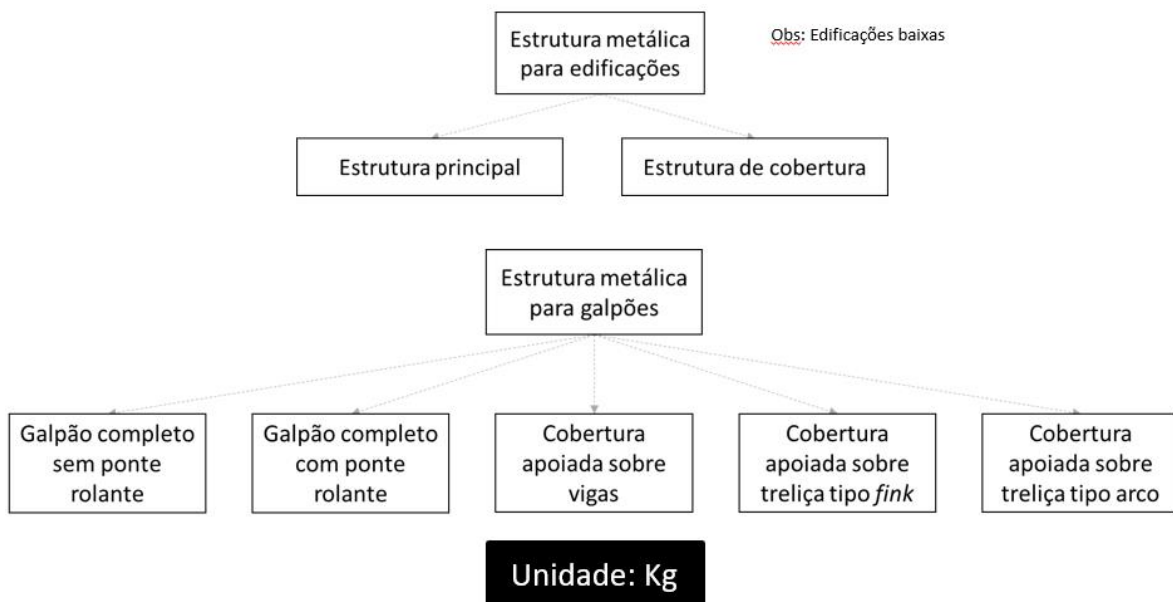 Estrutura metálica
para edificações
Obs: Edificações baixas
Estrutura principal
Estrutura de cobertura
Estrutura metálica
para galpões
Galpão completo
sem ponte
rolante
Galpão completo
com ponte
rolante
Cobertura
apoiada sobre
vigas
Cobertura
apoiada sobre
treliça tipo fink
Cobertura
apoiada sobre
treliça tipo arco
Unidade: Kg